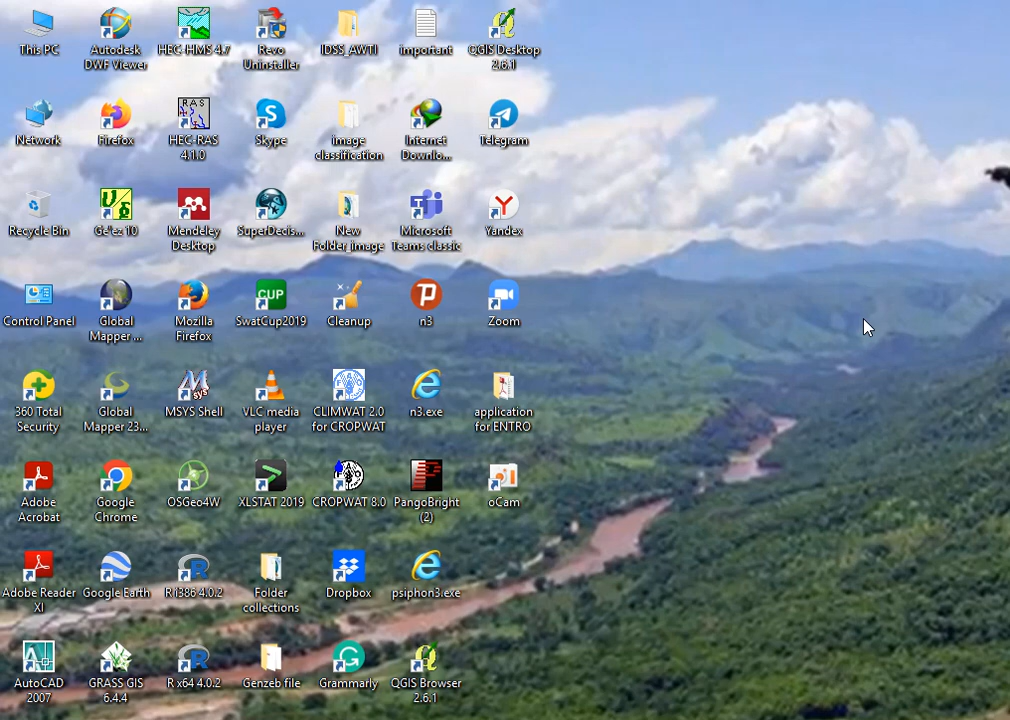 This PC
Autodesk
DWF Viewer
HEC-HMS 4.7
Revo
Uninstaller
IDSS_AWTI
important
QGIS Desktop
2.6.1
Network
Firefox
RAS
HEC-RAS
4.1.0
Skype
image
classification
Internet
Downlo...
Telegram
Recycle Bin
Ge'ez 10
Mendeley
Desktop
SuperDecis...
New
Folder_image
Microsoft
Teams classic
Yandex
Control Panel
Global
Mapper ...
Mozilla
Firefox
CUP
SwatCup2019
Cleanup
n3
Zoom
360 Total
Security
Global
Mapper 23...
MSYS Shell
VLC media
player
CLIMWAT 2.0
for CROPWAT
n3.exe
application
for ENTRO
Adobe
Acrobat
Google
Chrome
OSGeo4W
XLSTAT 2019
CROPWAT 8.0
PangoBright
(2)
oCam
Adobe Reader
XI
Google Earth
R i386 4.0.2
Folder
collections
Dropbox
psiphon3.exe
AutoCAD
2007
GRASS GIS
6.4.4
R x64 4.0.2
Genzeb file
Grammarly
QGIS Browser
2.6.1